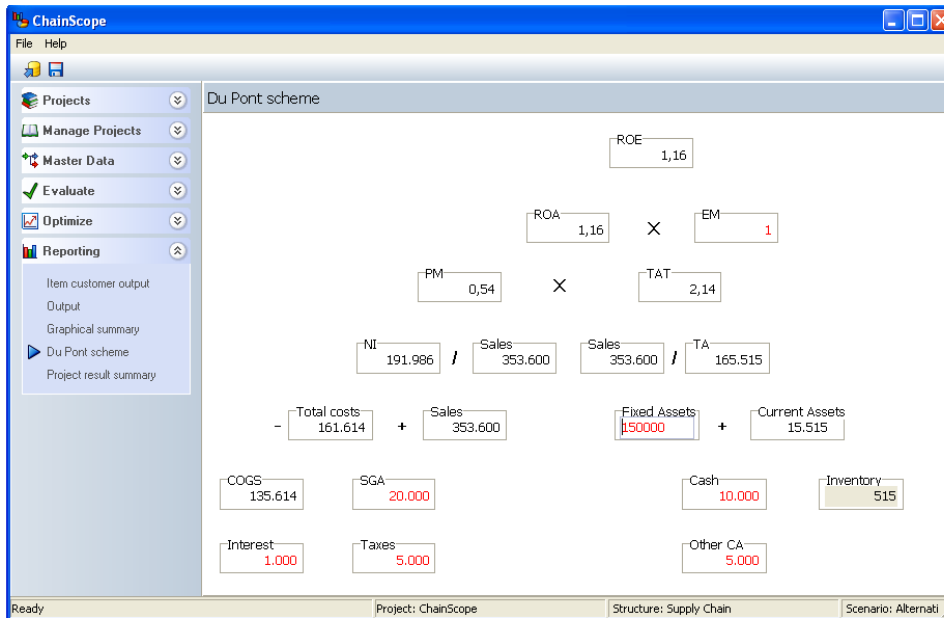 ChainScope
File Help
Projects
Manage Projects
Master Data
Evaluate
Optimize
Reporting
Item customer output
Output
Graphical summary
Du Pont scheme
Project result summary
Du Pont scheme
ROE
1,16
ROA
1,16
X
EM
1
PM
0,54
X
TAT
2,14
NI
191.986
/
Sales
353.600
Sales
353.600
/
TA
165.515
-
Total costs
161.614
+
Sales
353.600
Fixed Assets
150000
+
Current Assets
15.515
COGS
135.614
SGA
20.000
Cash
10.000
Inventory
515
Interest
1.000
Taxes
5.000
Other CA
5.000
Ready
Project: ChainScope
Structure: Supply Chain
Scenario: Alternati